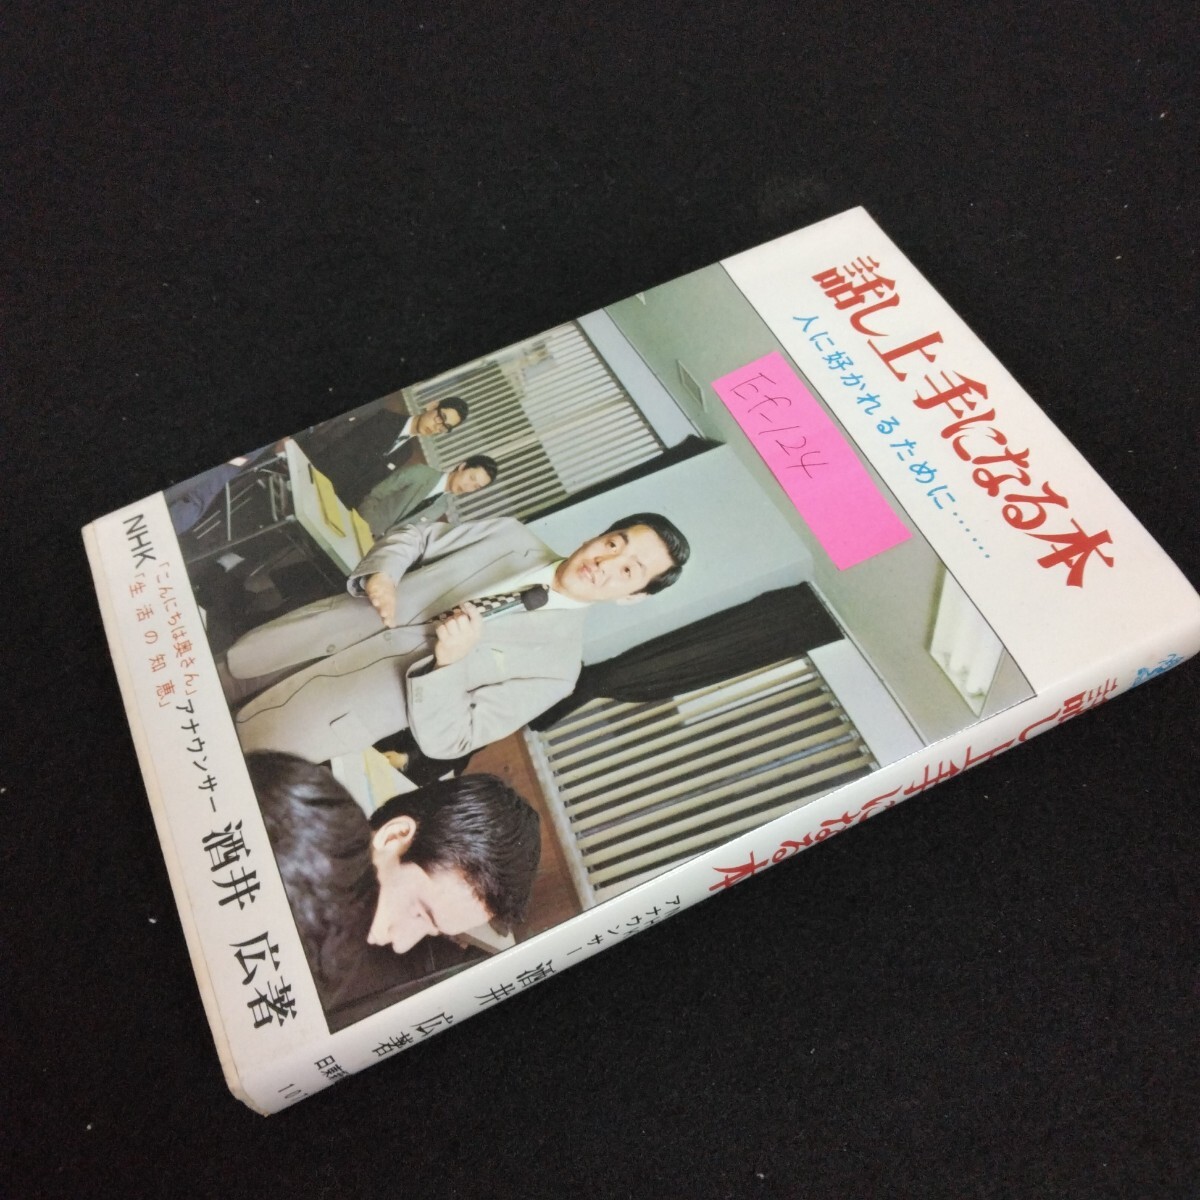 話し上手になる本
人に好かれるために……
Ef-124
NHK「こんにちは奥さん」「生活の知恵」アナウンサー 酒井 広著
話し上手になる本
アナウンサー 酒井 広著